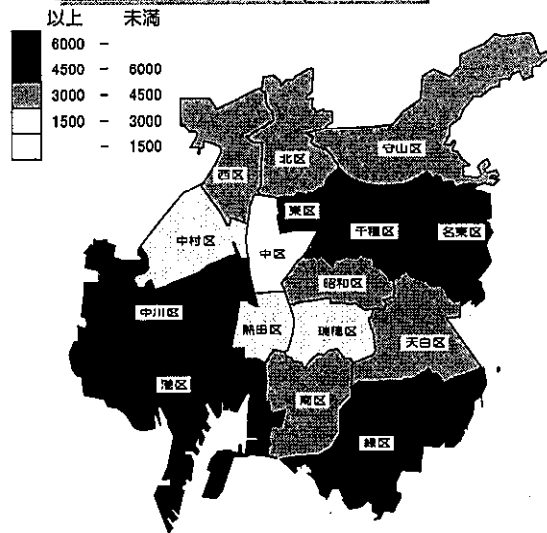 以上 未満
6000 -
4500 - 6000
3000 - 4500
1500 - 3000
- 1500
守山区
北区
西区
東区
千種区 名東区
中村区
中区
昭和区
中川区
熱田区 瑞穂区
天白区
港区
南区
緑区